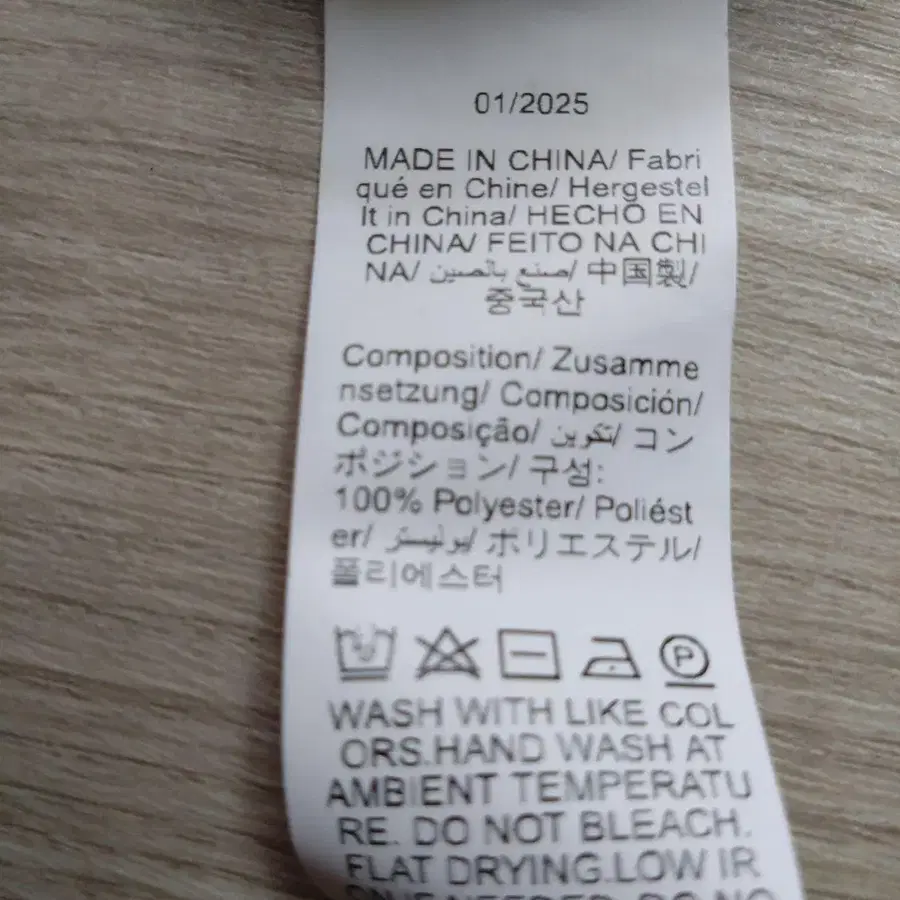 01/2025
MADE IN CHINA/ Fabri
qué en Chine/ Hergestel
lt in China/ HECHO EN
CHINA/ FEITO NA CHI
NA/ صنع بالصين/ 中国製/
중국산
Composition/ Zusamme
nsetzung/ Composición/
Composição/ تكوين/ コン
ポジション/ 구성:
100% Polyester/ Poliést
er/ بوليستر/ ポリエステル/
폴리에스터
P
WASH WITH LIKE COL
ORS.HAND WASH AT
AMBIENT TEMPERATU
RE. DO NOT BLEACH.
FLAT DRYING.LOW IR
NEEDED. DO NO